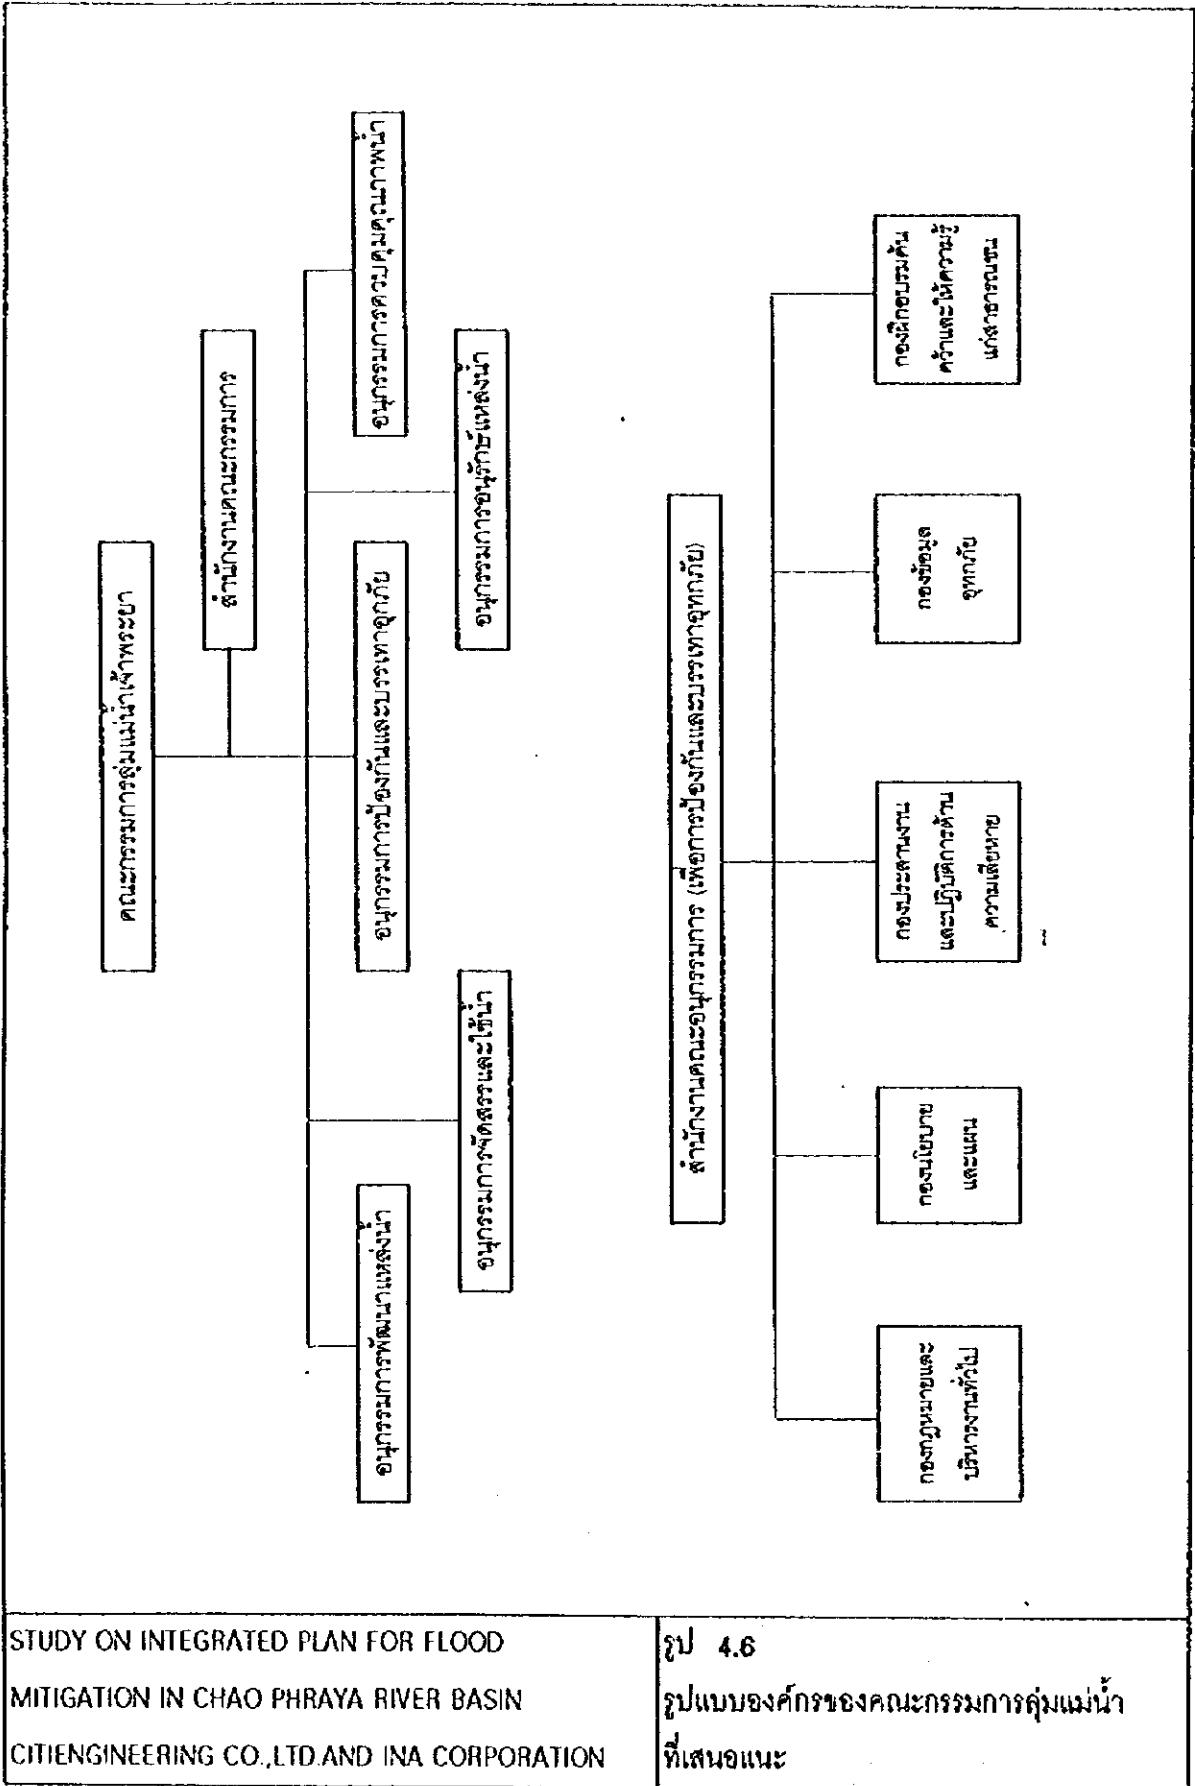 คณะกรรมการลุ่มแม่น้ำเจ้าพระยา
สำนักงานคณะกรรมการ
อนุกรรมการพัฒนาแหล่งน้ำ
อนุกรรมการป้องกันและบรรเทาอุกภัย
อนุกรรมการควบคุมคุณภาพน้ำ
อนุกรรมการจัดสรรและใช้น้ำ
อนุกรรมการอนุรักษ์แหล่งน้ำ
สำนักงานคณะอนุกรรมการ (เพื่อการป้องกันและบรรเทาอุทกภัย)
กองกฎหมายและ
บริหารงานทั่วไป
กองนโยบาย
และแผน
กองประสานงาน
และปฏิบัติการด้าน
ความเสียหาย
กองข้อมูล
อุทกภัย
กองฝึกอบรมค้น
คว้าและให้ความรู้
แก่สาธารณชน
STUDY ON INTEGRATED PLAN FOR FLOOD
MITIGATION IN CHAO PHRAYA RIVER BASIN
CITIENGINEERING CO.,LTD.AND INA CORPORATION
รูป 4.6
รูปแบบองค์กรของคณะกรรมการลุ่มแม่น้ำ
ที่เสนอแนะ